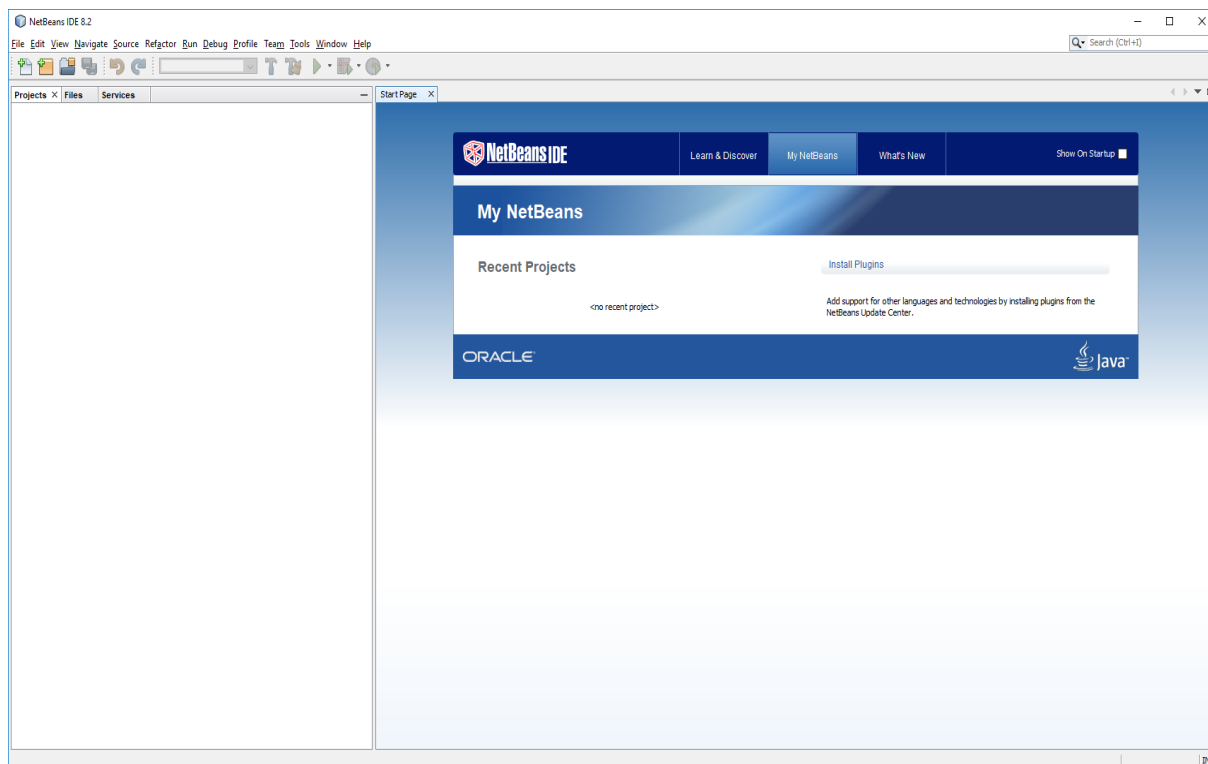 NetBeans IDE 8.2
File Edit View Navigate Source Refactor Run Debug Profile Team Tools Window Help
Search (Ctrl+I)
Projects Files Services
Start Page
NetBeans IDE
Learn & Discover
My NetBeans
What's New
Show On Startup
My NetBeans
Recent Projects
Install Plugins
<no recent project>
Add support for other languages and technologies by installing plugins from the
NetBeans Update Center.
ORACLE
Java